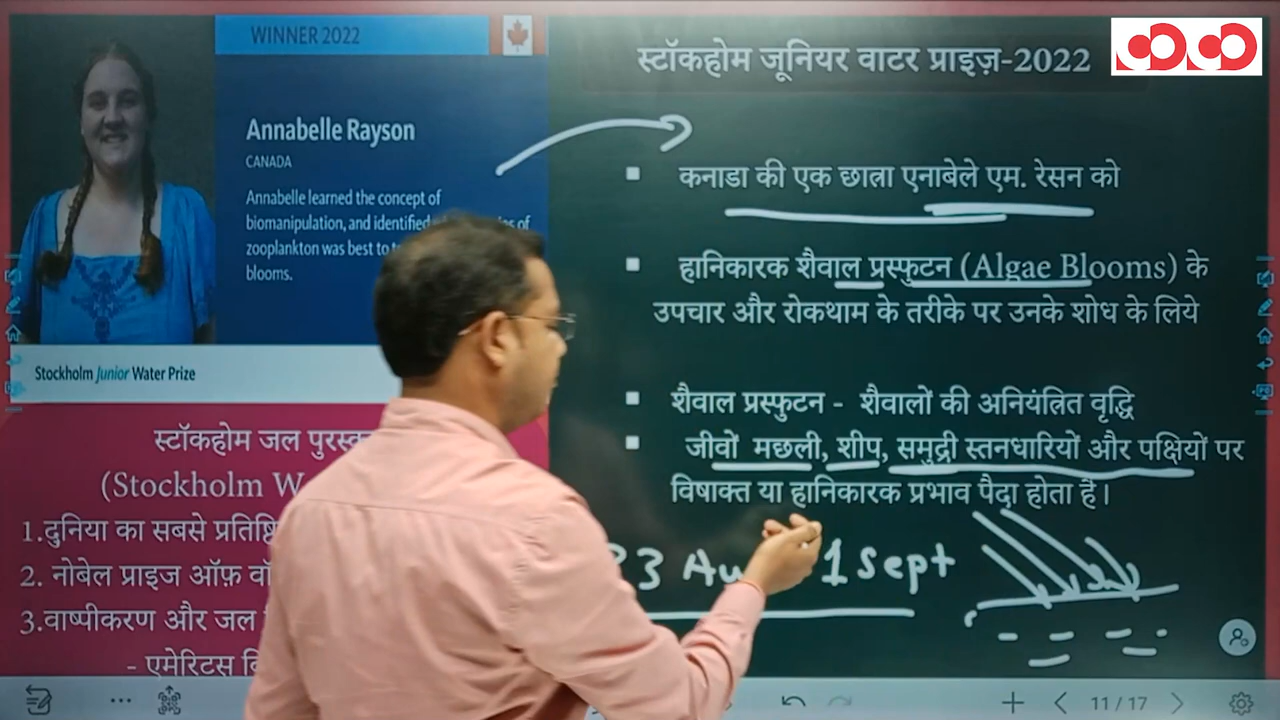 WINNER 2022
Annabelle Rayson
CANADA
Annabelle learned the concept of
biomanipulation, and identified of
zooplankton was best to
blooms.
Stockholm Junior Water Prize
स्टॉकहोम जल
(Stockholm
1.दुनिया का सबसे
2. नोबेल प्राइज ऑफ़
3.वाष्पीकरण और जल
- एमेरिटस
स्टॉकहोम जूनियर वाटर प्राइज़-2022
कनाडा की एक छात्रा एनाबेले एम. रेसन को
हानिकारक शैवाल प्रस्फुटन (Algae Blooms) के
उपचार और रोकथाम के तरीके पर उनके शोध के लिये
शैवाल प्रस्फुटन - शैवालों की अनियंत्रित वृद्धि
जीवों मछली, शीप, समुद्री स्तनधारियों और पक्षियों पर
विषाक्त या हानिकारक प्रभाव पैदा होता है।
1 Sept
11/17